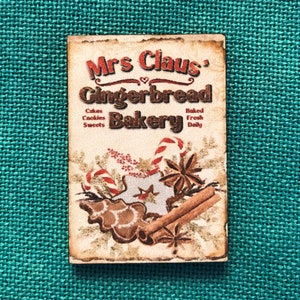 Mrs Claus'
Gingerbread
Bakery
Cakes
Cookies
Sweets
Baked
Fresh
Daily